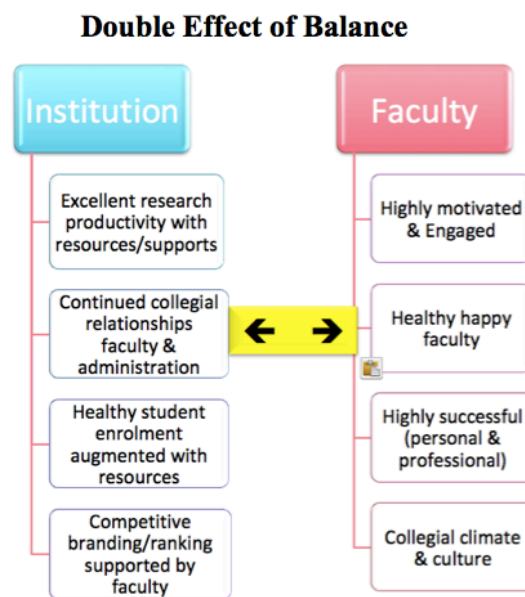 Double Effect of Balance
Institution
Excellent research
productivity with
resources/supports
Continued collegial
relationships
faculty &
administration
Healthy student
enrolment
augmented with
resources
Competitive
branding/ranking
supported by
faculty
Faculty
Highly motivated
& Engaged
Healthy happy
faculty
Highly successful
(personal &
professional)
Collegial climate
& culture